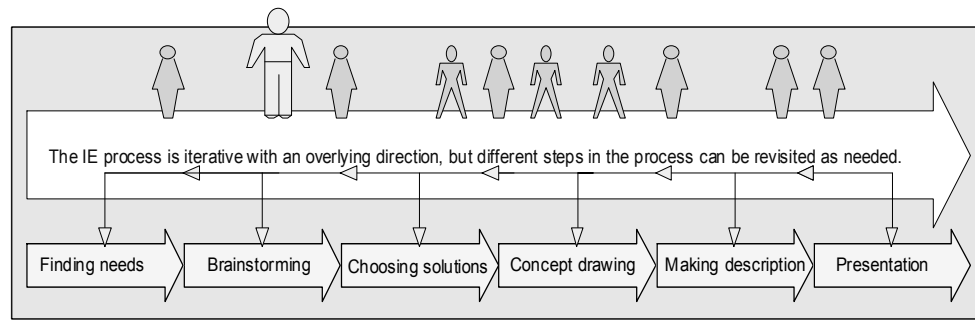 The IE process is iterative with an overlying direction, but different steps in the process can be revisited as needed.
Finding needs
Brainstorming
Choosing solutions
Concept drawing
Making description
Presentation